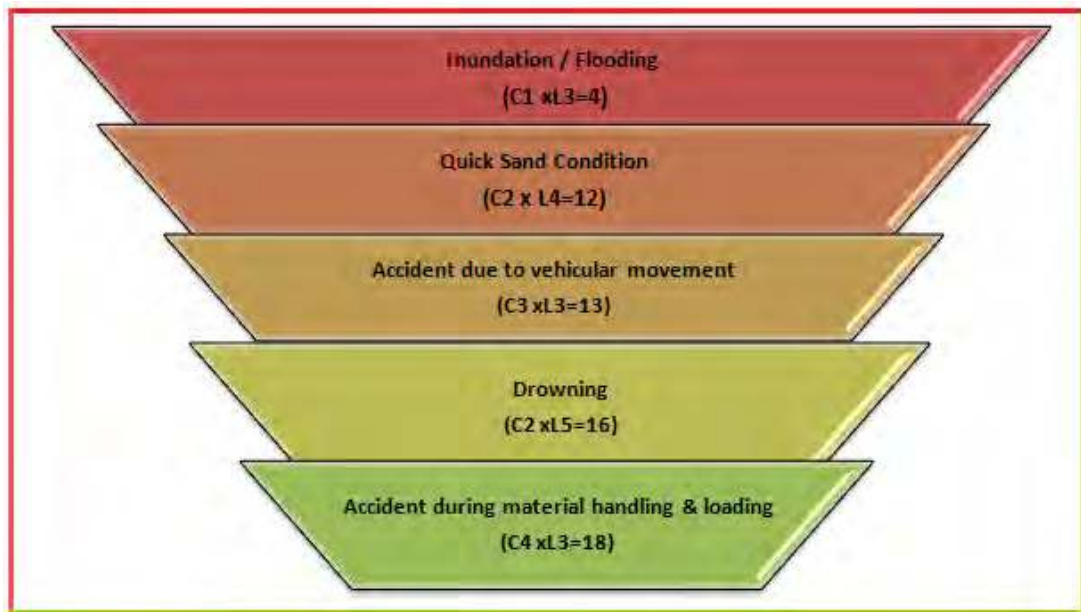 Inundation / Flooding
(C1 xL3=4)
Quick Sand Condition
(C2 x L4=12)
Accident due to vehicular movement
(C3 xL3=13)
Drowning
(C2 xL5=16)
Accident during material handling & loading
(C4 xL3=18)